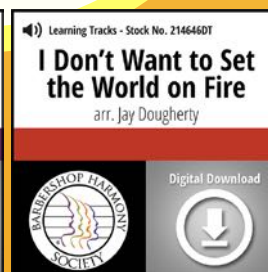 Learning Tracks - Stock No. 214646DT
I Don't Want to Set
the World on Fire
arr. Jay Dougherty
Digital Download
BARBERSHOP HARMONY
SOCIETY